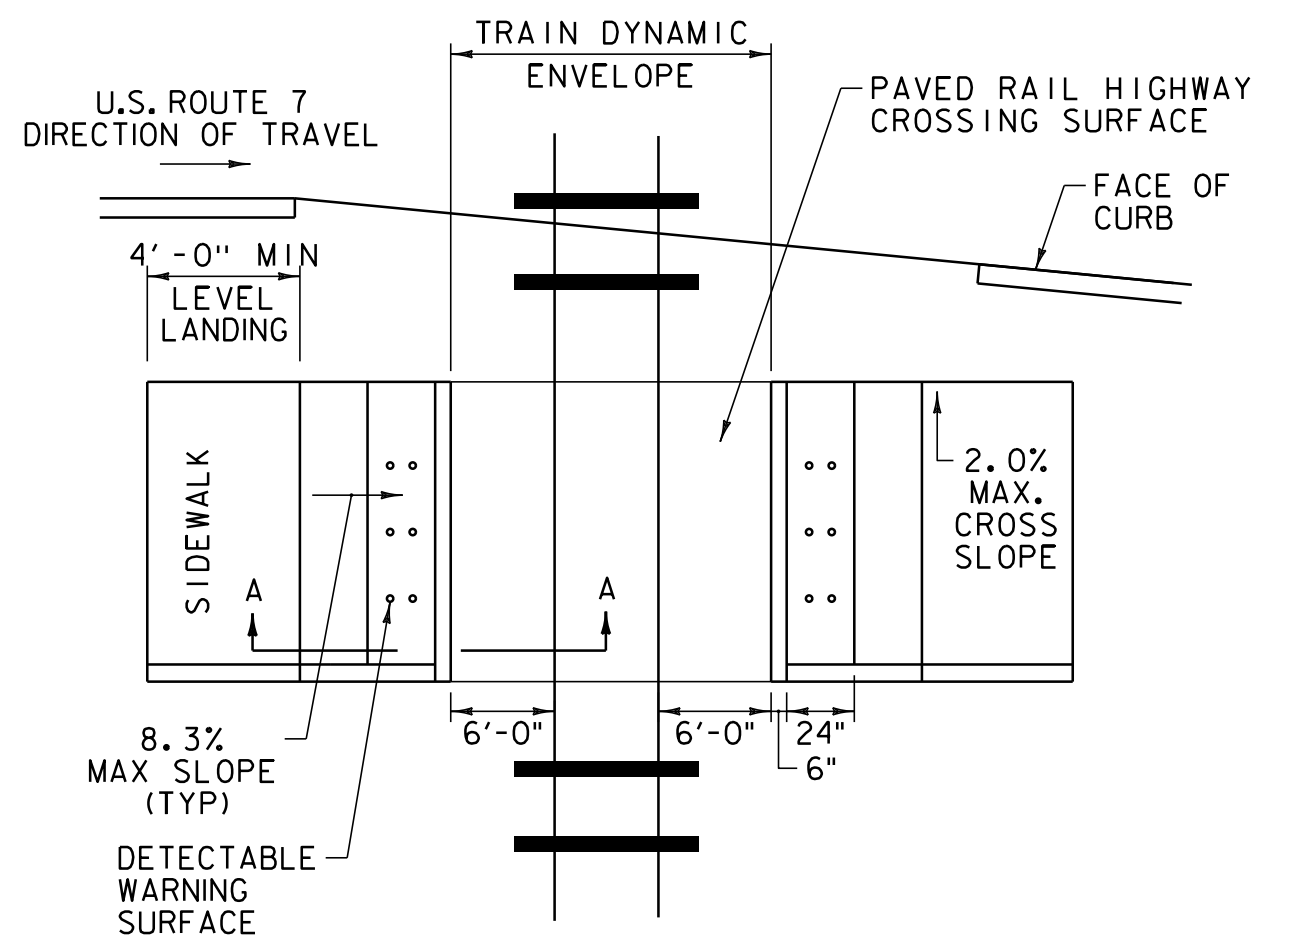 TRAIN DYNAMIC
ENVELOPE
U.S. ROUTE 7
DIRECTION OF TRAVEL
PAVED RAIL HIGHWAY
CROSSING SURFACE
FACE OF
CURB
4'-0" MIN
LEVEL
LANDING
SIDEWALK
A
A
2.0%
MAX.
CROSS
SLOPE
6'-0"
6'-0"
24"
6"
8.3%
MAX SLOPE
(TYP)
DETECTABLE
WARNING
SURFACE